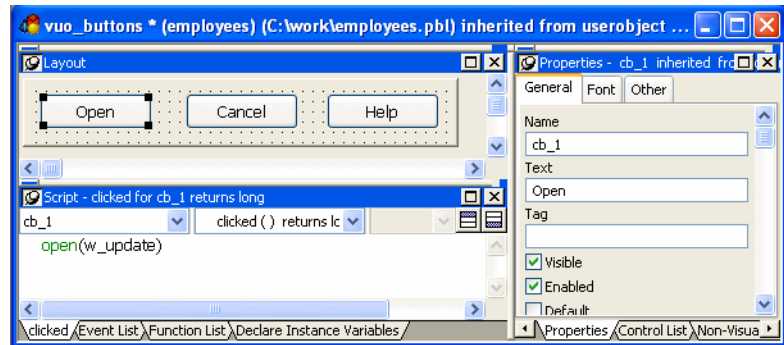 vuo_buttons * (employees) (C:\work\employees.pbl) inherited from userobject ...
Layout
Open
Cancel
Help
Script - clicked for cb_1 returns long
cb_1
clicked ( ) returns lc
open(w_update)
clicked
Event List
Function List
Declare Instance Variables
Properties - cb_1 inherited
General
Font
Other
Name
cb_1
Text
Open
Tag
Visible
Enabled
Default
Properties
Control List
Non-Visua